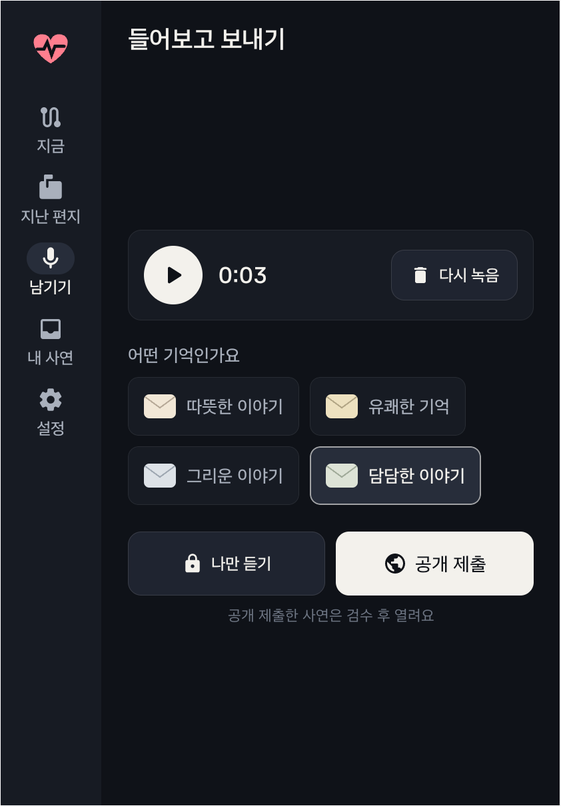 들어보고 보내기
지금
지난 편지
남기기
내 사연
설정
0:03
다시 녹음
어떤 기억인가요
따뜻한 이야기
유쾌한 기억
그리운 이야기
담담한 이야기
나만 듣기
공개 제출
공개 제출한 사연은 검수 후 열려요